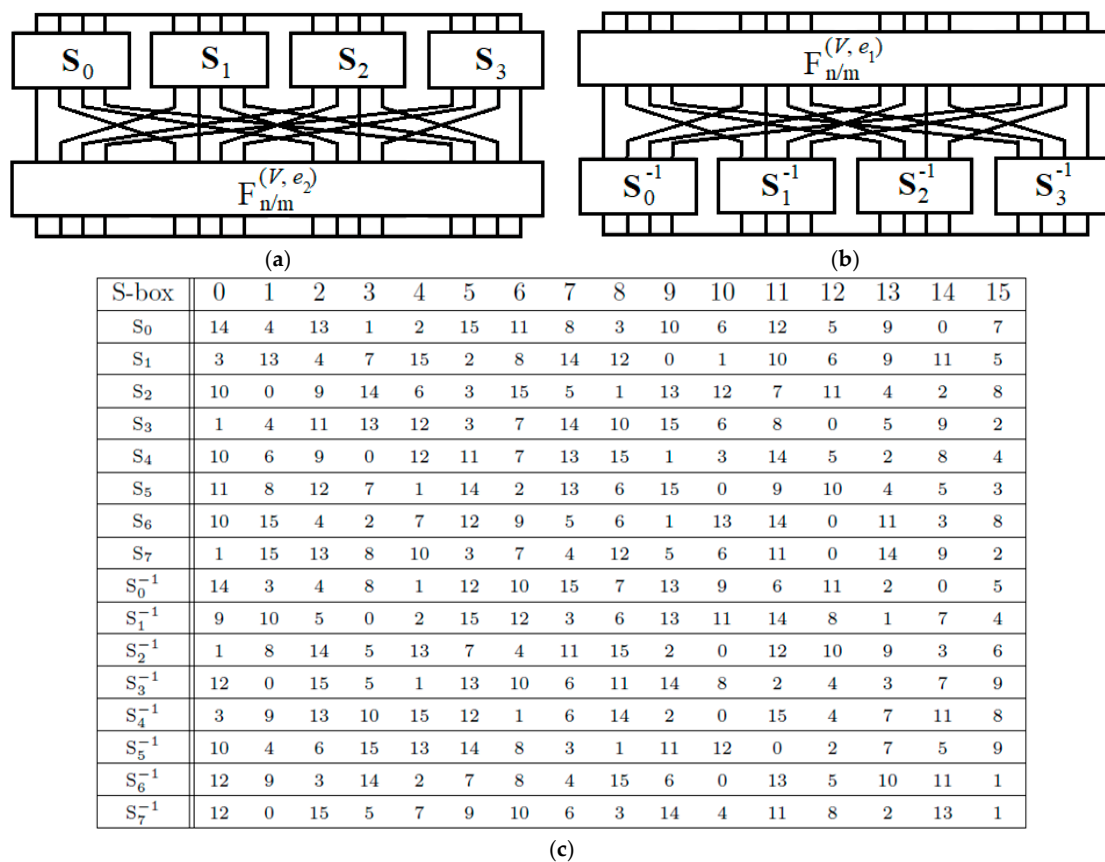 S₀ S₁ S₂ S₃
F_{n/m}^{(V, e₂)}
(a)
F_{n/m}^{(V, e₁)}
S₀⁻¹ S₁⁻¹ S₂⁻¹ S₃⁻¹
(b)
S-box 0 1 2 3 4 5 6 7 8 9 10 11 12 13 14 15
S₀ 14 4 13 1 2 15 11 8 3 10 6 12 5 9 0 7
S₁ 3 13 4 7 15 2 8 14 12 0 1 10 6 9 11 5
S₂ 10 0 9 14 6 3 15 5 1 13 12 7 11 4 2 8
S₃ 1 4 11 13 12 3 7 14 10 15 6 8 0 5 9 2
S₄ 10 6 9 0 12 11 7 13 15 1 3 14 5 2 8 4
S₅ 11 8 12 7 1 14 2 13 6 15 0 9 10 4 5 3
S₆ 10 15 4 2 7 12 9 5 6 1 13 14 0 11 3 8
S₇ 1 15 13 8 10 3 7 4 12 5 6 11 0 14 9 2
S₀⁻¹ 14 3 4 8 1 12 10 15 7 13 9 6 11 2 0 5
S₁⁻¹ 9 10 5 0 2 15 12 3 6 13 11 14 8 1 7 4
S₂⁻¹ 1 8 14 5 13 7 4 11 15 2 0 12 10 9 3 6
S₃⁻¹ 12 0 15 5 1 13 10 6 11 14 8 2 4 3 7 9
S₄⁻¹ 3 9 13 10 15 12 1 6 14 2 0 15 4 7 11 8
S₅⁻¹ 10 4 6 15 13 14 8 3 1 11 12 0 2 7 5 9
S₆⁻¹ 12 9 3 14 2 7 8 4 15 6 0 13 5 10 11 1
S₇⁻¹ 12 0 15 5 7 9 10 6 3 14 4 11 8 2 13 1
(c)